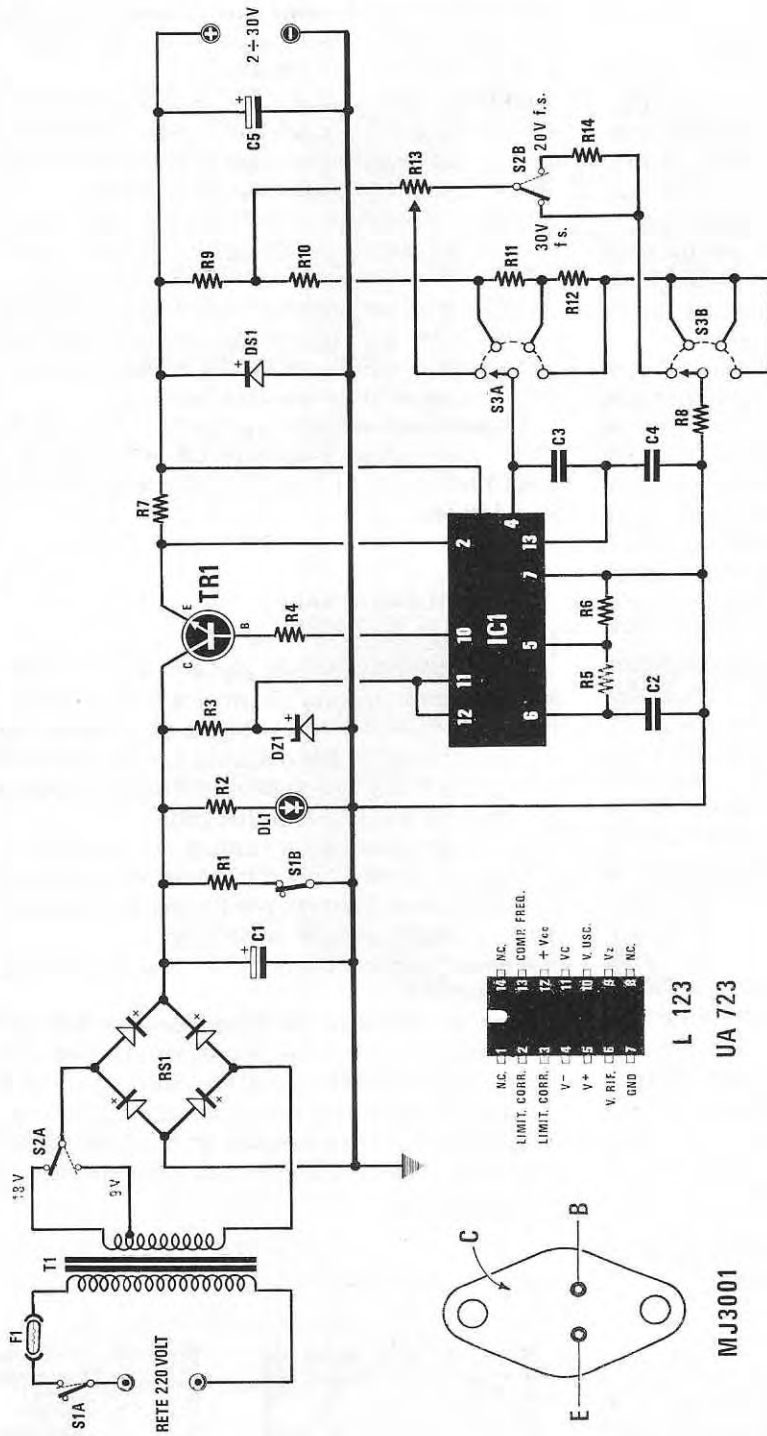 S1A
F1
RETE 220 VOLT
T1
18 V
9 V
S2A
RS1
+
+
+
+
C1
+
R1
S1B
R2
DL1
R3
DZ1
+
C
TR1
E
B
R4
R7
DS1
+
R9
R10
C5
+
+
−
2 ÷ 30V
R13
S2B
30V
f s.
20V f.s.
R14
R11
R12
S3A
S3B
R8
C3
C4
12
11
10
2
3
IC1
4
6
5
7
13
R5
R6
C2
E
C
B
MJ3001
N.C. 1
LIMIT. CORR. 2
LIMIT. CORR. 3
V− 4
V+ 5
V. RIF. 6
GND 7
14 N.C.
13 COMP. FREQ.
12 + Vcc
11 VC
10 V. USC.
9 Vz
8 N.C.
L 123
UA 723